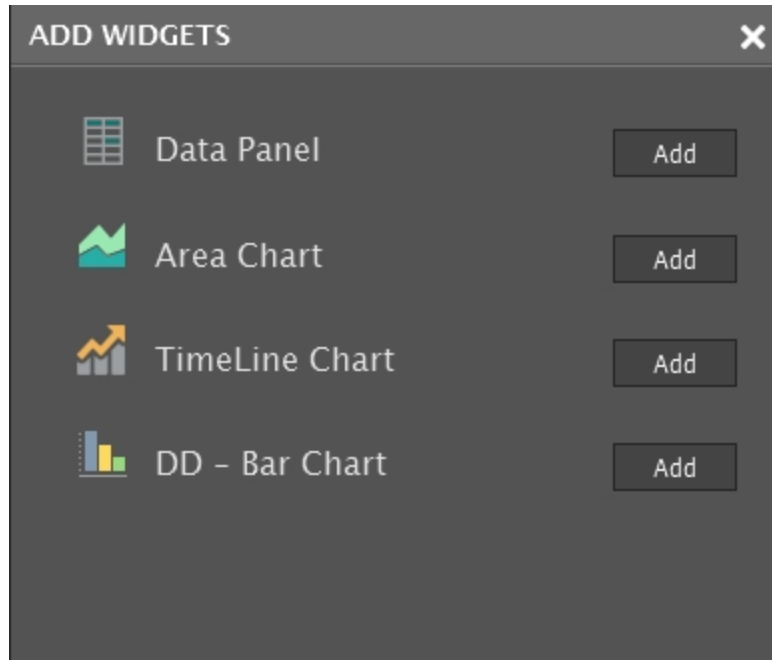 ADD WIDGETS
Data Panel Add
Area Chart Add
TimeLine Chart Add
DD – Bar Chart Add